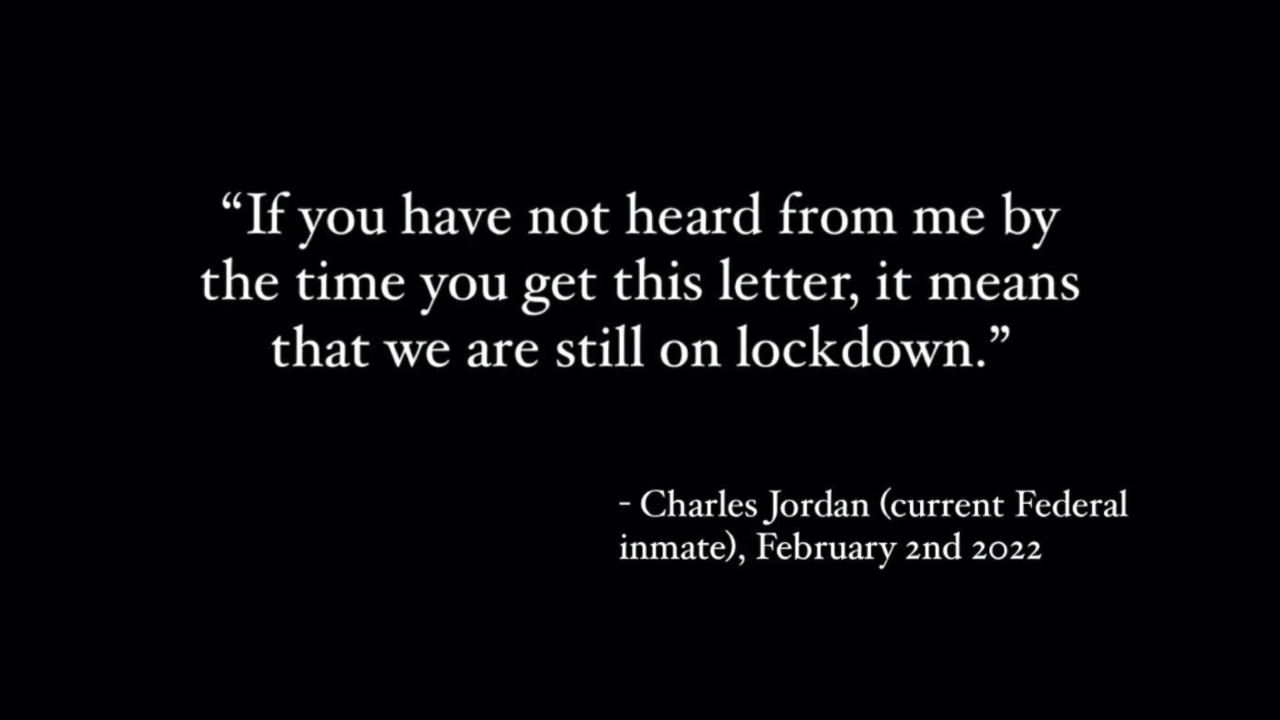 “If you have not heard from me by
the time you get this letter, it means
that we are still on lockdown.”
- Charles Jordan (current Federal
inmate), February 2nd 2022